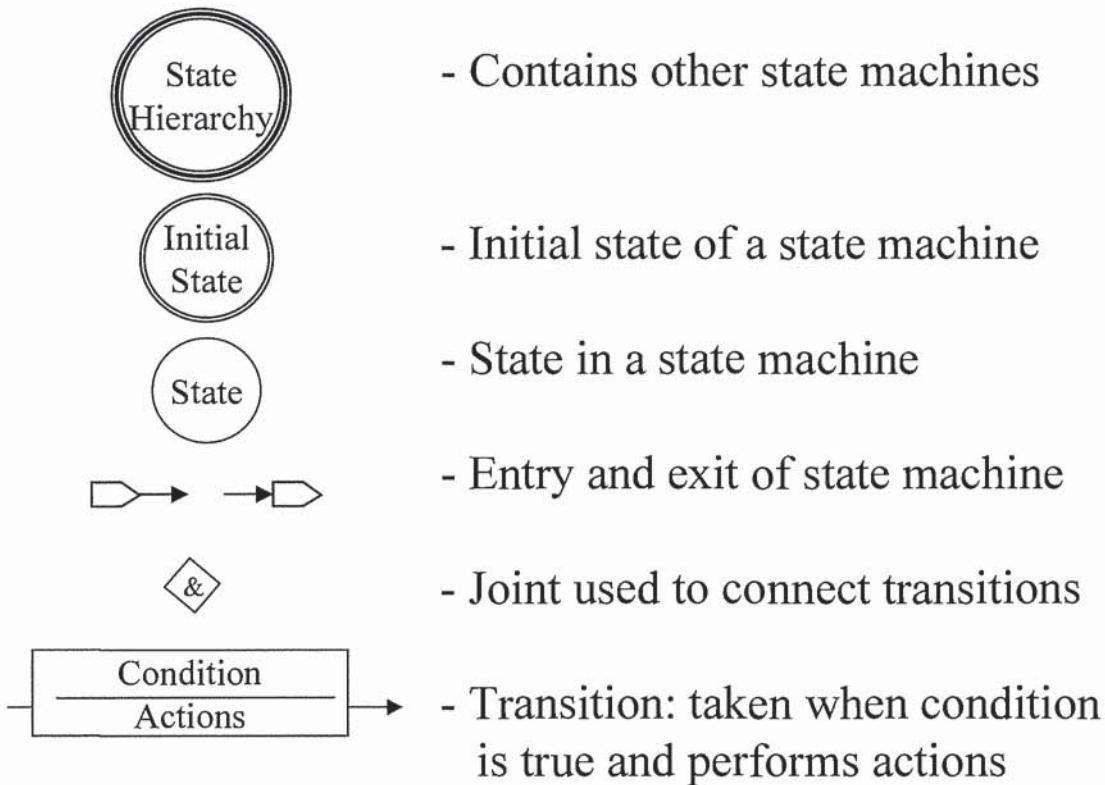 State
Hierarchy
- Contains other state machines
Initial
State
- Initial state of a state machine
State
- State in a state machine
- Entry and exit of state machine
&
- Joint used to connect transitions
Condition
Actions
- Transition: taken when condition
is true and performs actions